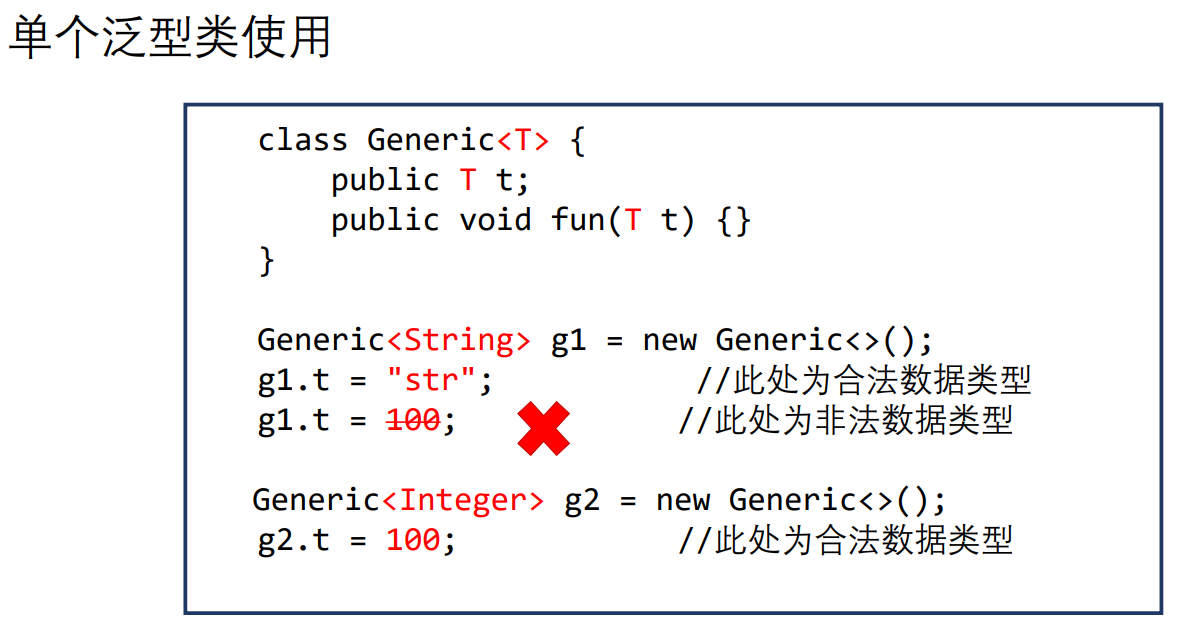 单个泛型类使用
class Generic<T> {
public T t;
public void fun(T t) {}
}
Generic<String> g1 = new Generic<>();
g1.t = "str"; //此处为合法数据类型
g1.t = 100; //此处为非法数据类型
Generic<Integer> g2 = new Generic<>();
g2.t = 100; //此处为合法数据类型